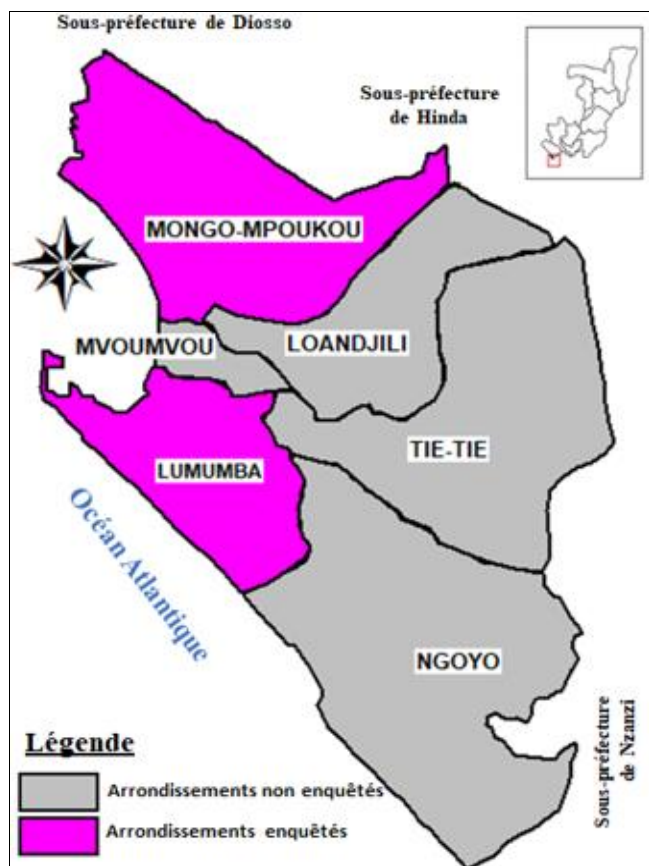 Sous-préfecture de Diosso
Sous-préfecture
de Hinda
MONGO-MPOUKOU
MVOUMVOU
LOANDJILI
TIE-TIE
LUMUMBA
Océan Atlantique
NGOYO
Sous-préfecture
de Nzanzi
Légende
Arrondissements non enquêtés
Arrondissements enquêtés